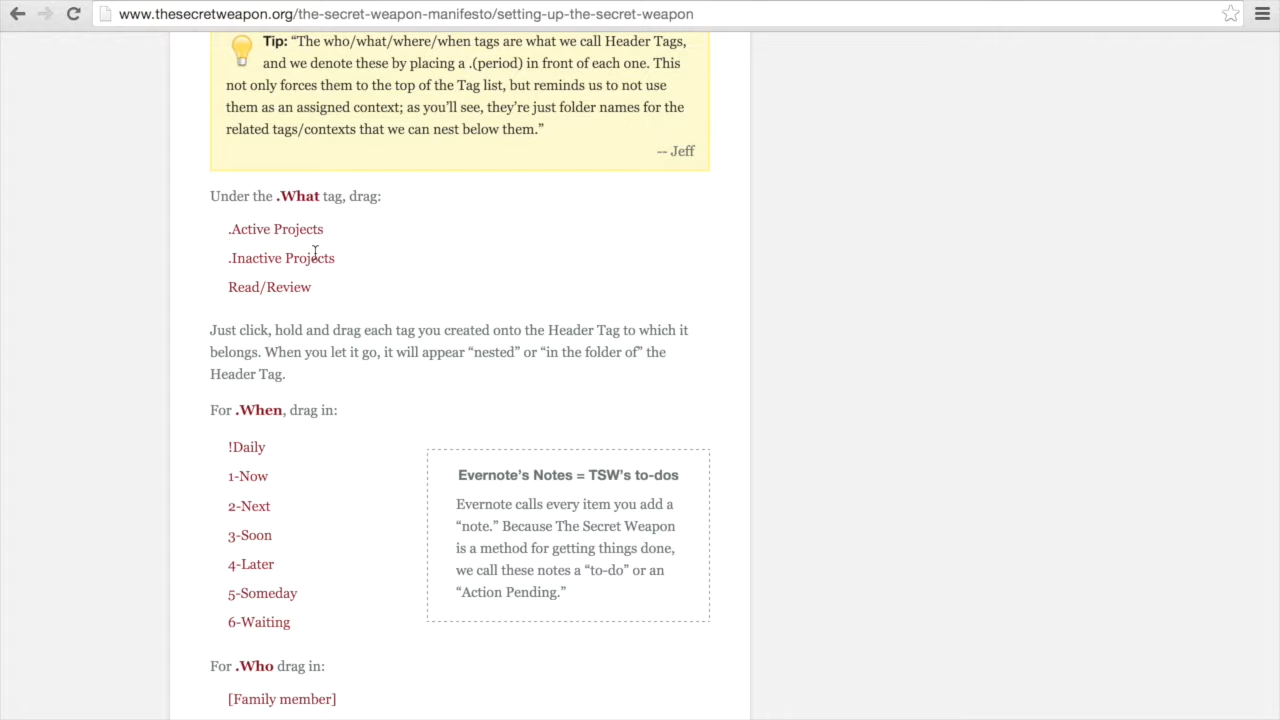 www.thesecretweapon.org/the-secret-weapon-manifesto/setting-up-the-secret-weapon
Tip: “The who/what/where/when tags are what we call Header Tags,
and we denote these by placing a .(period) in front of each one. This
not only forces them to the top of the Tag list, but reminds us to not use
them as an assigned context; as you’ll see, they’re just folder names for the
related tags/contexts that we can nest below them.”
-- Jeff
Under the .What tag, drag:
.Active Projects
.Inactive Projects
Read/Review
Just click, hold and drag each tag you created onto the Header Tag to which it
belongs. When you let it go, it will appear “nested” or “in the folder of” the
Header Tag.
For .When, drag in:
!Daily
1-Now
2-Next
3-Soon
4-Later
5-Someday
6-Waiting
Evernote’s Notes = TSW’s to-dos
Evernote calls every item you add a
“note.” Because The Secret Weapon
is a method for getting things done,
we call these notes a “to-do” or an
“Action Pending.”
For .Who drag in:
[Family member]